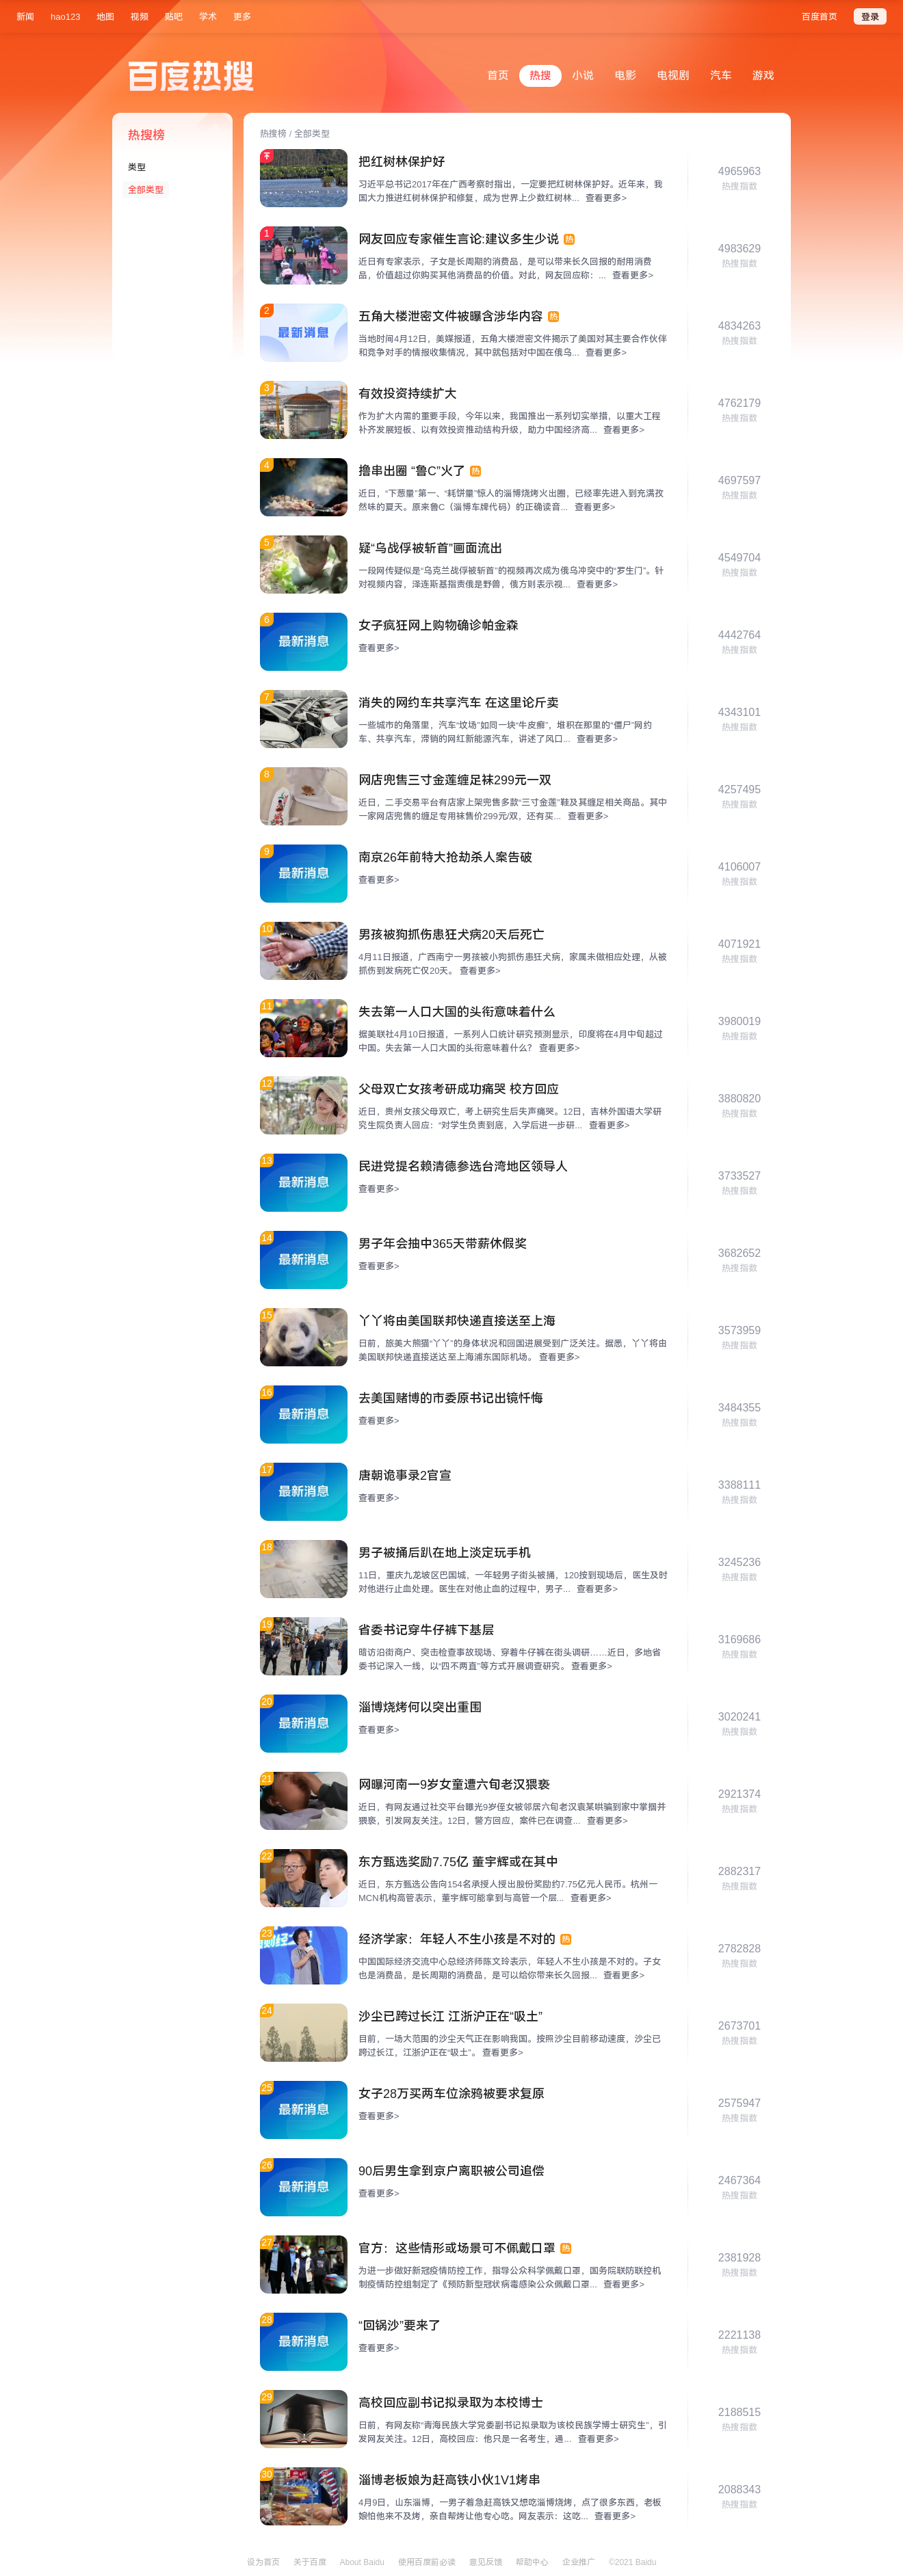 新闻 hao123 地图 视频 贴吧 学术 更多 百度首页 登录
百度热搜
首页 热搜 小说 电影 电视剧 汽车 游戏
热搜榜
类型
全部类型
热搜榜 / 全部类型
把红树林保护好
习近平总书记2017年在广西考察时指出，一定要把红树林保护好。近年来，我
国大力推进红树林保护和修复，成为世界上少数红树林... 查看更多>
4965963
热搜指数
1
网友回应专家催生言论:建议多生少说 热
近日有专家表示，子女是长周期的消费品，是可以带来长久回报的耐用消费
品，价值超过你购买其他消费品的价值。对此，网友回应称：... 查看更多>
4983629
热搜指数
2
最新消息
五角大楼泄密文件被曝含涉华内容 热
当地时间4月12日，美媒报道，五角大楼泄密文件揭示了美国对其主要合作伙伴
和竞争对手的情报收集情况，其中就包括对中国在俄乌... 查看更多>
4834263
热搜指数
3
有效投资持续扩大
作为扩大内需的重要手段，今年以来，我国推出一系列切实举措，以重大工程
补齐发展短板、以有效投资推动结构升级，助力中国经济高... 查看更多>
4762179
热搜指数
4
撸串出圈 “鲁C”火了 热
近日，“下葱量”第一、“耗饼量”惊人的淄博烧烤火出圈，已经率先进入到充满孜
然味的夏天。原来鲁C（淄博车牌代码）的正确读音... 查看更多>
4697597
热搜指数
5
疑“乌战俘被斩首”画面流出
一段网传疑似是“乌克兰战俘被斩首”的视频再次成为俄乌冲突中的“罗生门”。针
对视频内容，泽连斯基指责俄是野兽，俄方则表示视... 查看更多>
4549704
热搜指数
6
最新消息
女子疯狂网上购物确诊帕金森
查看更多>
4442764
热搜指数
7
消失的网约车共享汽车 在这里论斤卖
一些城市的角落里，汽车“坟场”如同一块“牛皮癣”，堆积在那里的“僵尸”网约
车、共享汽车，滞销的网红新能源汽车，讲述了风口... 查看更多>
4343101
热搜指数
8
网店兜售三寸金莲缠足袜299元一双
近日，二手交易平台有店家上架兜售多款“三寸金莲”鞋及其缠足相关商品。其中
一家网店兜售的缠足专用袜售价299元/双，还有买... 查看更多>
4257495
热搜指数
9
最新消息
南京26年前特大抢劫杀人案告破
查看更多>
4106007
热搜指数
10
男孩被狗抓伤患狂犬病20天后死亡
4月11日报道，广西南宁一男孩被小狗抓伤患狂犬病，家属未做相应处理，从被
抓伤到发病死亡仅20天。 查看更多>
4071921
热搜指数
11
失去第一人口大国的头衔意味着什么
据美联社4月10日报道，一系列人口统计研究预测显示，印度将在4月中旬超过
中国。失去第一人口大国的头衔意味着什么？ 查看更多>
3980019
热搜指数
12
父母双亡女孩考研成功痛哭 校方回应
近日，贵州女孩父母双亡，考上研究生后失声痛哭。12日，吉林外国语大学研
究生院负责人回应：“对学生负责到底，入学后进一步研... 查看更多>
3880820
热搜指数
13
最新消息
民进党提名赖清德参选台湾地区领导人
查看更多>
3733527
热搜指数
14
最新消息
男子年会抽中365天带薪休假奖
查看更多>
3682652
热搜指数
15
丫丫将由美国联邦快递直接送至上海
日前，旅美大熊猫“丫丫”的身体状况和回国进展受到广泛关注。据悉，丫丫将由
美国联邦快递直接送达至上海浦东国际机场。 查看更多>
3573959
热搜指数
16
最新消息
去美国赌博的市委原书记出镜忏悔
查看更多>
3484355
热搜指数
17
最新消息
唐朝诡事录2官宣
查看更多>
3388111
热搜指数
18
男子被捅后趴在地上淡定玩手机
11日，重庆九龙坡区巴国城，一年轻男子街头被捅，120按到现场后，医生及时
对他进行止血处理。医生在对他止血的过程中，男子... 查看更多>
3245236
热搜指数
19
省委书记穿牛仔裤下基层
暗访沿街商户、突击检查事故现场、穿着牛仔裤在街头调研……近日，多地省
委书记深入一线，以“四不两直”等方式开展调查研究。 查看更多>
3169686
热搜指数
20
最新消息
淄博烧烤何以突出重围
查看更多>
3020241
热搜指数
21
网曝河南一9岁女童遭六旬老汉猥亵
近日，有网友通过社交平台曝光9岁侄女被邻居六旬老汉袁某哄骗到家中掌掴并
猥亵，引发网友关注。12日，警方回应，案件已在调查... 查看更多>
2921374
热搜指数
22
东方甄选奖励7.75亿 董宇辉或在其中
近日，东方甄选公告向154名承授人授出股份奖励约7.75亿元人民币。杭州一
MCN机构高管表示，董宇辉可能拿到与高管一个层... 查看更多>
2882317
热搜指数
23
经济学家：年轻人不生小孩是不对的 热
中国国际经济交流中心总经济师陈文玲表示，年轻人不生小孩是不对的。子女
也是消费品，是长周期的消费品，是可以给你带来长久回报... 查看更多>
2782828
热搜指数
24
沙尘已跨过长江 江浙沪正在“吸土”
目前，一场大范围的沙尘天气正在影响我国。按照沙尘目前移动速度，沙尘已
跨过长江，江浙沪正在“吸土”。 查看更多>
2673701
热搜指数
25
最新消息
女子28万买两车位涂鸦被要求复原
查看更多>
2575947
热搜指数
26
最新消息
90后男生拿到京户离职被公司追偿
查看更多>
2467364
热搜指数
27
官方：这些情形或场景可不佩戴口罩 热
为进一步做好新冠疫情防控工作，指导公众科学佩戴口罩，国务院联防联控机
制疫情防控组制定了《预防新型冠状病毒感染公众佩戴口罩... 查看更多>
2381928
热搜指数
28
最新消息
“回锅沙”要来了
查看更多>
2221138
热搜指数
29
高校回应副书记拟录取为本校博士
日前，有网友称“青海民族大学党委副书记拟录取为该校民族学博士研究生”，引
发网友关注。12日，高校回应：他只是一名考生，通... 查看更多>
2188515
热搜指数
30
淄博老板娘为赶高铁小伙1V1烤串
4月9日，山东淄博，一男子着急赶高铁又想吃淄博烧烤，点了很多东西，老板
娘怕他来不及烤，亲自帮烤让他专心吃。网友表示：这吃... 查看更多>
2088343
热搜指数
设为首页 关于百度 About Baidu 使用百度前必读 意见反馈 帮助中心 企业推广 ©2021 Baidu